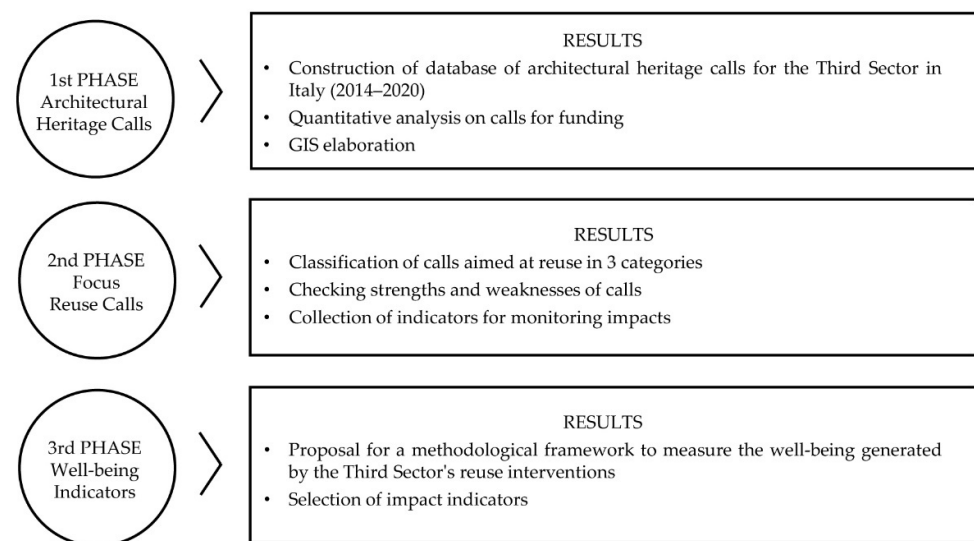 1st PHASE
Architectural
Heritage Calls
RESULTS
• Construction of database of architectural heritage calls for the Third Sector in
Italy (2014–2020)
• Quantitative analysis on calls for funding
• GIS elaboration
2nd PHASE
Focus
Reuse Calls
RESULTS
• Classification of calls aimed at reuse in 3 categories
• Checking strengths and weaknesses of calls
• Collection of indicators for monitoring impacts
3rd PHASE
Well-being
Indicators
RESULTS
• Proposal for a methodological framework to measure the well-being generated
by the Third Sector's reuse interventions
• Selection of impact indicators